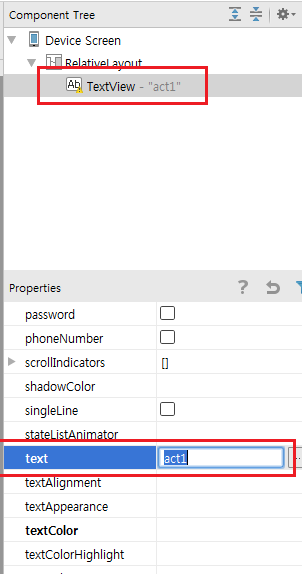 Component Tree
Device Screen
RelativeLayout
Ab TextView - "act1"
Properties ?
password
phoneNumber
scrollIndicators []
shadowColor
singleLine
stateListAnimator
text act1 ...
textAlignment
textAppearance
textColor
textColorHighlight